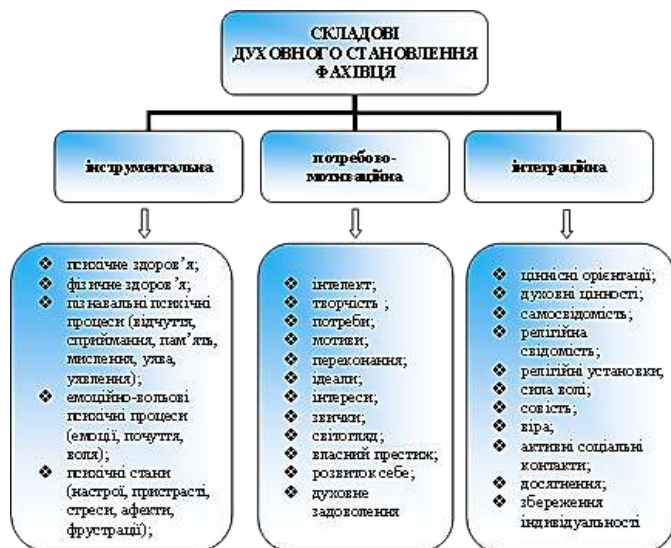 СКЛАДОВІ
ДУХОВНОГО СТАНОВЛЕННЯ
ФАХІВЦЯ
інструментальна
потребово-
мотиваційна
інтеграційна
❖ психічне здоров’я;
❖ фізичне здоров’я;
❖ пізнавальні психічні
процеси (відчуття,
сприймання, пам’ять,
мислення, уява,
уявлення);
❖ емоційно-вольові
психічні процеси
(емоції, почуття,
воля);
❖ психічні стани
(настрої, пристрасті,
стреси, афекти,
фрустрації);
❖ інтелект;
❖ творчість ;
❖ потреби;
❖ мотиви;
❖ переконання;
❖ ідеали;
❖ інтереси;
❖ звички;
❖ світогляд;
❖ власний престиж;
❖ розвиток себе;
❖ духовне
задоволення
❖ ціннісні орієнтації;
❖ духовні цінності;
❖ самосвідомість;
❖ релігійна
свідомість;
❖ релігійні установки;
❖ сила волі;
❖ совість;
❖ віра;
❖ активні соціальні
контакти;
❖ досягнення;
❖ збереження
індивідуальності